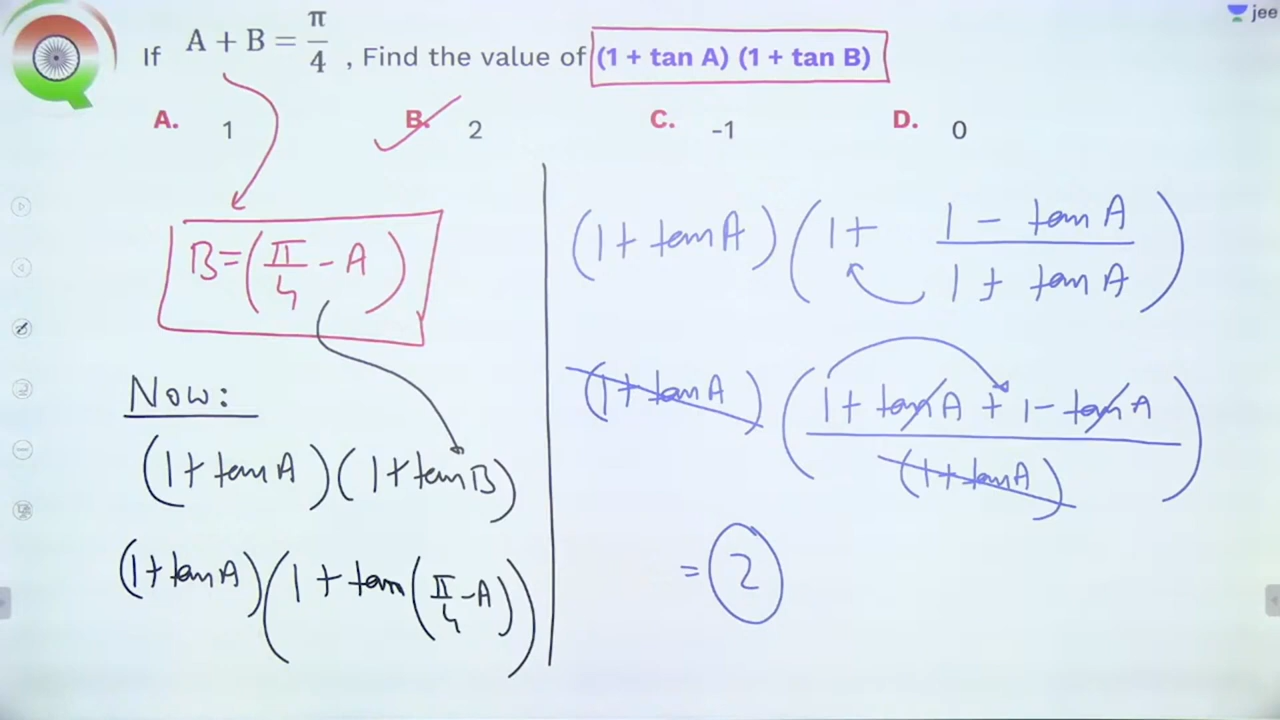 jee
If A + B = π/4 , Find the value of (1 + tan A) (1 + tan B)
A. 1 B. 2 C. -1 D. 0
B = (π/4 - A)
Now:
(1 + tan A) (1 + tan B)
(1 + tan A) (1 + tan (π/4 - A))
(1 + tan A) (1 + (1 - tan A)/(1 + tan A))
(1 + tan A) ((1 + tan A + 1 - tan A)/(1 + tan A))
= 2